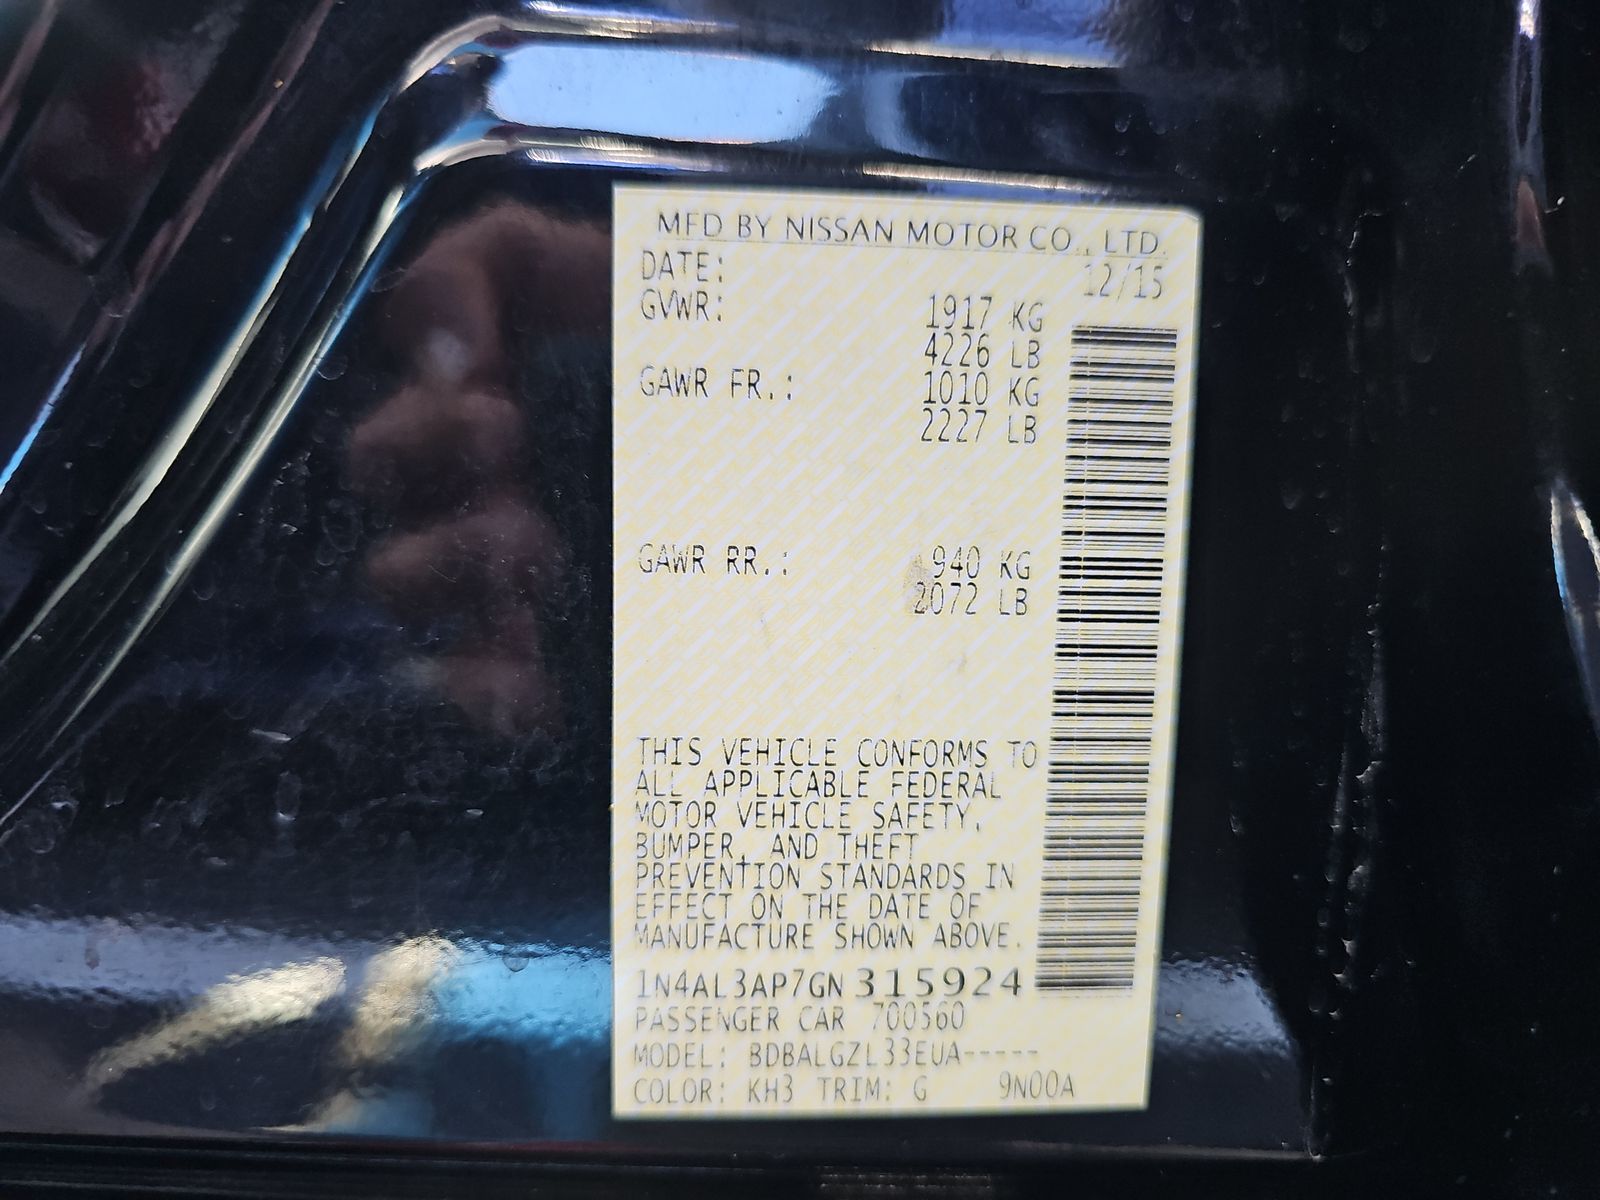 MFD BY NISSAN MOTOR CO., LTD.
DATE: 12/15
GVWR: 1917 KG
4226 LB
GAWR FR.: 1010 KG
2227 LB
GAWR RR.: 940 KG
2072 LB
THIS VEHICLE CONFORMS TO
ALL APPLICABLE FEDERAL
MOTOR VEHICLE SAFETY,
BUMPER, AND THEFT
PREVENTION STANDARDS IN
EFFECT ON THE DATE OF
MANUFACTURE SHOWN ABOVE.
1N4AL3AP7GN315924
PASSENGER CAR 700560
MODEL: BDBALGZL33EUA-----
COLOR: KH3 TRIM: G 9N00A